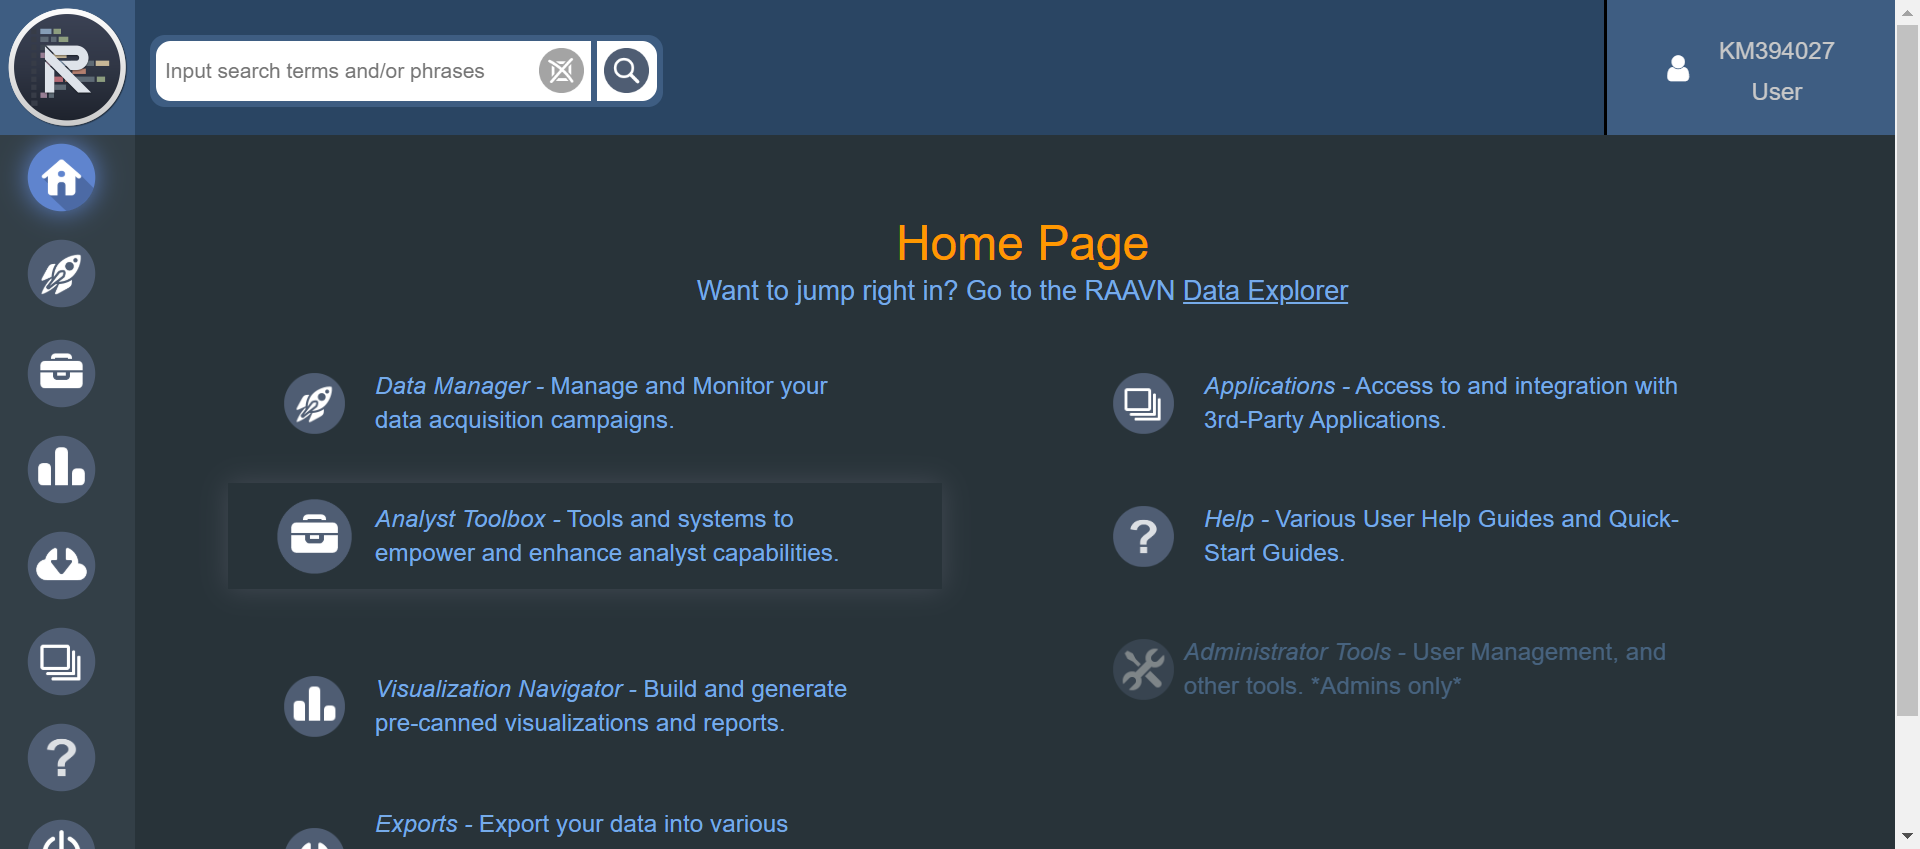 Input search terms and/or phrases
KM394027
User
Home Page
Want to jump right in? Go to the RAAVN Data Explorer
Data Manager - Manage and Monitor your
data acquisition campaigns.
Applications - Access to and integration with
3rd-Party Applications.
Analyst Toolbox - Tools and systems to
empower and enhance analyst capabilities.
Help - Various User Help Guides and Quick-
Start Guides.
Visualization Navigator - Build and generate
pre-canned visualizations and reports.
Administrator Tools - User Management, and
other tools. *Admins only*
Exports - Export your data into various